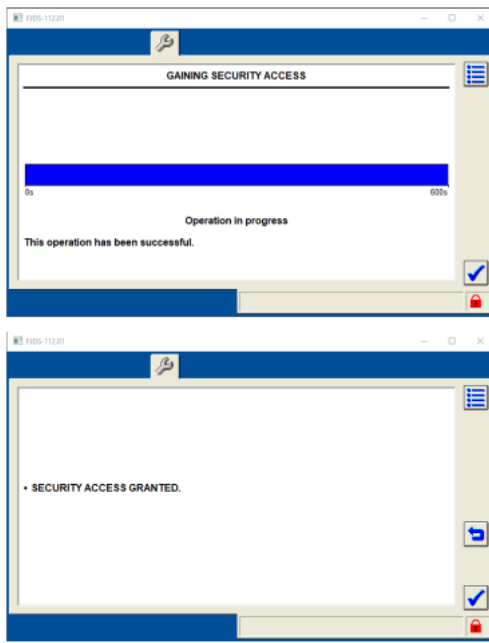 FJDS-112.01
GAINING SECURITY ACCESS
0s 600s
Operation in progress
This operation has been successful.
FJDS-112.01
• SECURITY ACCESS GRANTED.